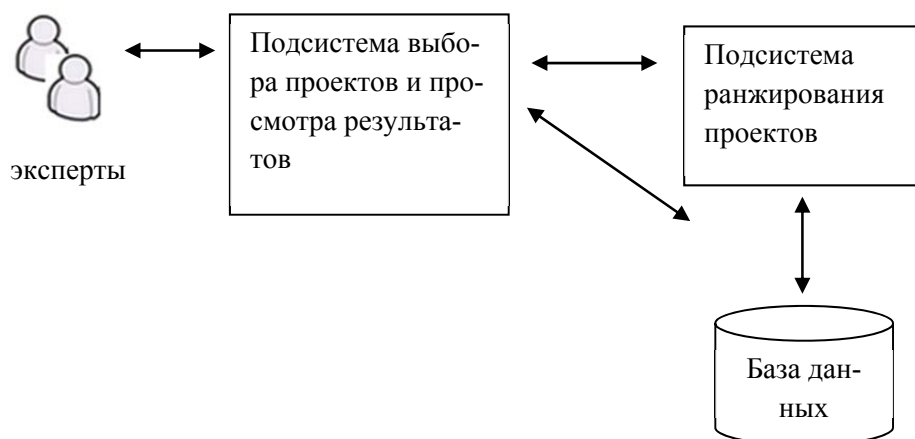 эксперты
Подсистема выбо-
ра проектов и про-
смотра результа-
тов
Подсистема
ранжирования
проектов
База дан-
ных